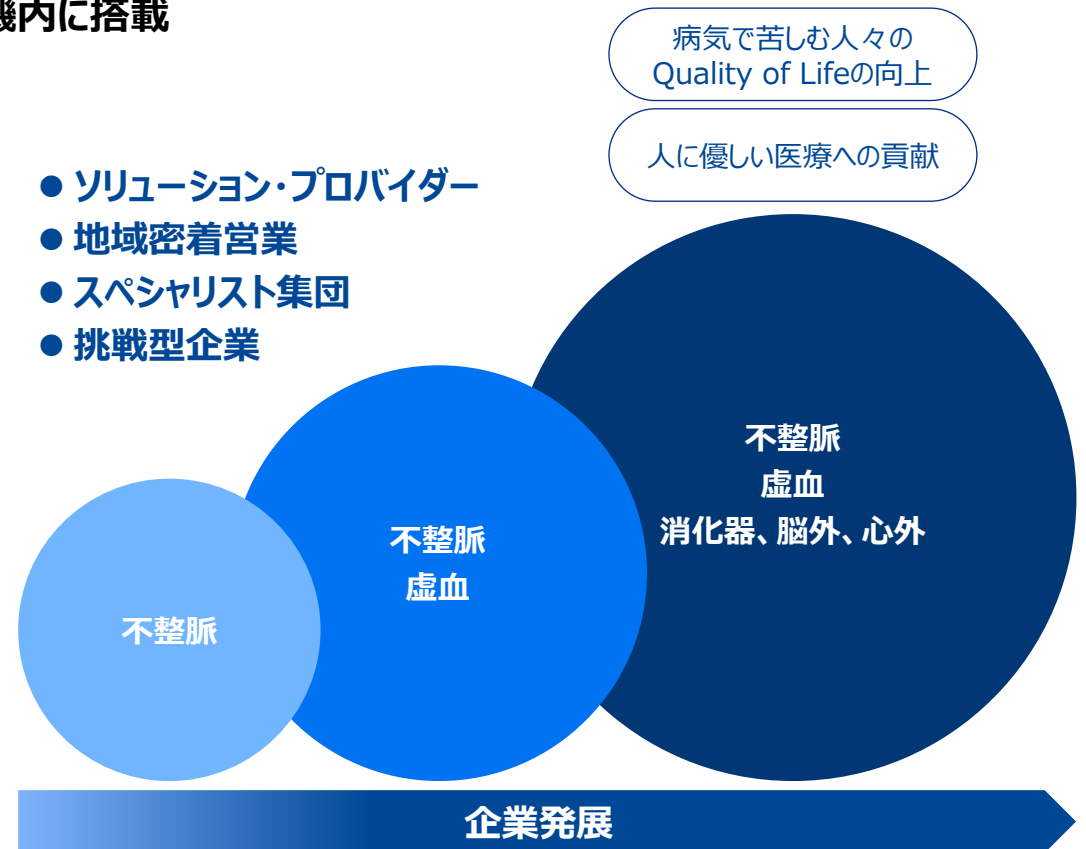 機内に搭載
病気で苦しむ人々の
Quality of Lifeの向上
人に優しい医療への貢献
● ソリューション・プロバイダー
● 地域密着営業
● スペシャリスト集団
● 挑戦型企業
不整脈
不整脈
虚血
不整脈
虚血
消化器、脳外、心外
企業発展